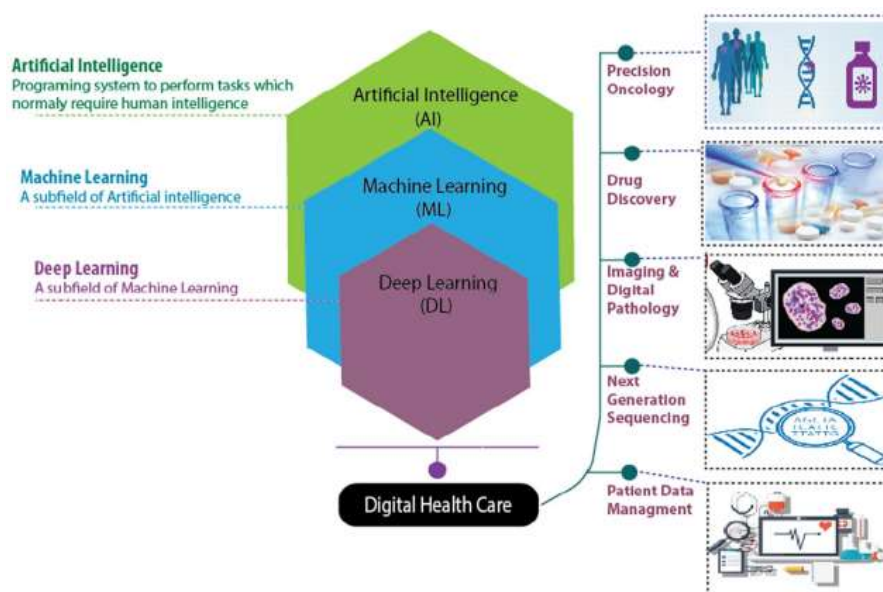 Artificial Intelligence
Programing system to perform tasks which
normaly require human intelligence
Machine Learning
A subfield of Artificial intelligence
Deep Learning
A subfield of Machine Learning
Artificial Intelligence
(AI)
Machine Learning
(ML)
Deep Learning
(DL)
Digital Health Care
Precision
Oncology
Drug
Discovery
Imaging &
Digital
Pathology
Next
Generation
Sequencing
Patient Data
Managment